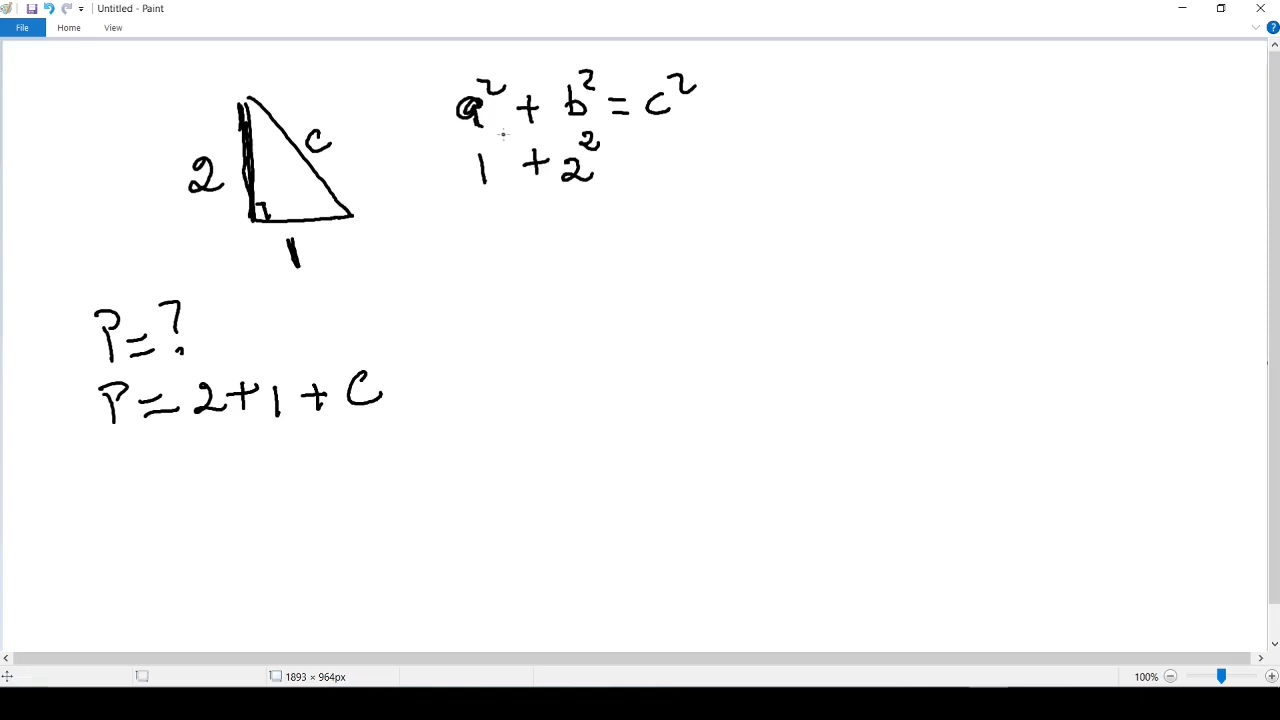 Untitled - Paint
File Home View
a² + b² = c²
1 + 2²
2
c
1
P = ?
P = 2 + 1 + C
1893 × 964px
100%